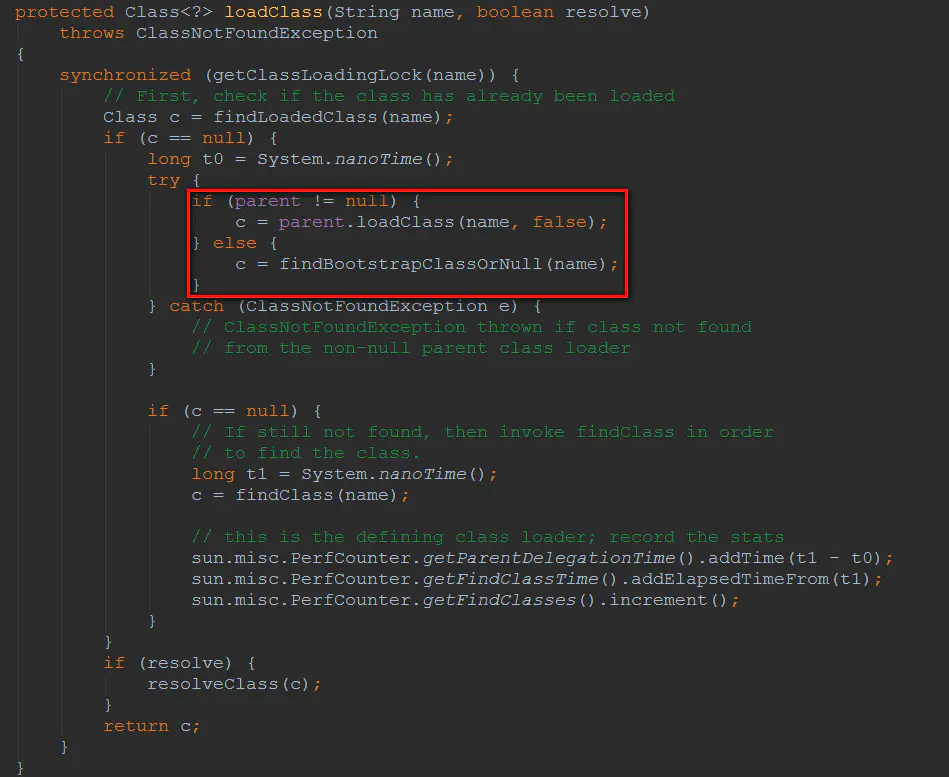 protected Class<?> loadClass(String name, boolean resolve)
    throws ClassNotFoundException
{
    synchronized (getClassLoadingLock(name)) {
        // First, check if the class has already been loaded
        Class c = findLoadedClass(name);
        if (c == null) {
            long t0 = System.nanoTime();
            try {
                if (parent != null) {
                    c = parent.loadClass(name, false);
                } else {
                    c = findBootstrapClassOrNull(name);
                }
            } catch (ClassNotFoundException e) {
                // ClassNotFoundException thrown if class not found
                // from the non-null parent class loader
            }

            if (c == null) {
                // If still not found, then invoke findClass in order
                // to find the class.
                long t1 = System.nanoTime();
                c = findClass(name);

                // this is the defining class loader; record the stats
                sun.misc.PerfCounter.getParentDelegationTime().addTime(t1 - t0);
                sun.misc.PerfCounter.getFindClassTime().addElapsedTimeFrom(t1);
                sun.misc.PerfCounter.getFindClasses().increment();
            }
        }
        if (resolve) {
            resolveClass(c);
        }
        return c;
    }
}